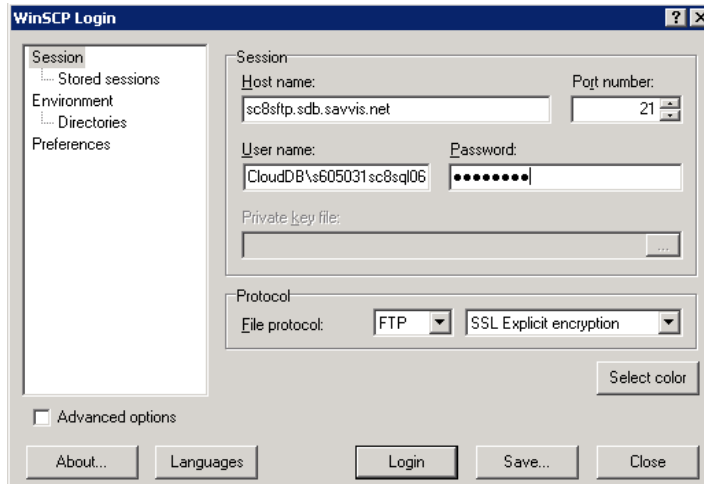 WinSCP Login
Session
Stored sessions
Environment
Directories
Preferences
Session
Host name:
Port number:
sc8sftp.sdb.savvis.net
21
User name:
Password:
CloudDB\s605031sc8sql06
●●●●●●●●
Private key file:
...
Protocol
File protocol:
FTP
SSL Explicit encryption
Select color
Advanced options
About...
Languages
Login
Save...
Close